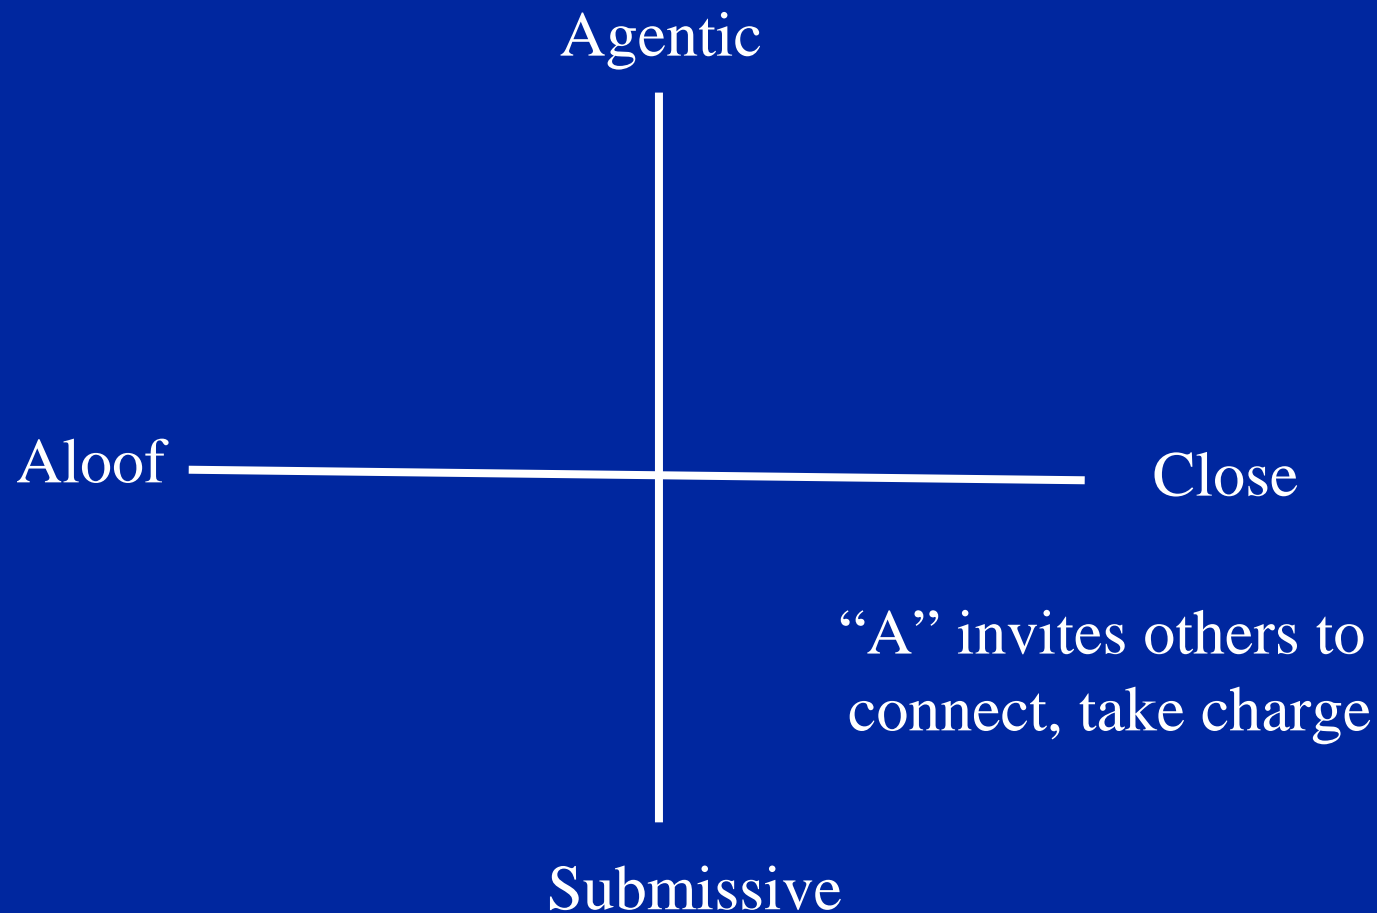 Agentic
Aloof
Close
“A” invites others to
connect, take charge
Submissive